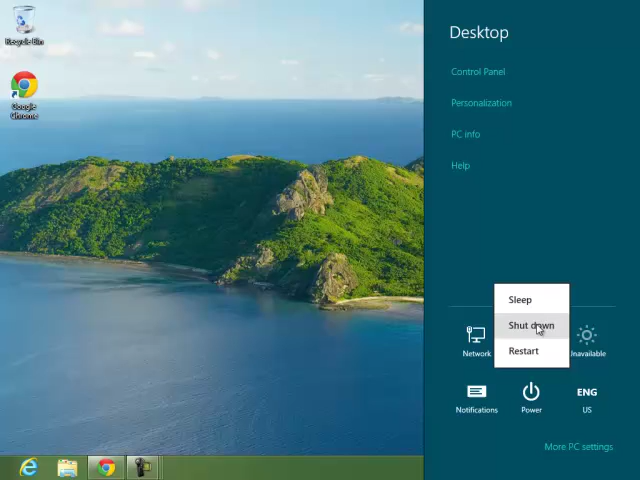 Recycle Bin
Google
Chrome
Desktop
Control Panel
Personalization
PC info
Help
Sleep
Shut down
Restart
Network
Unavailable
Notifications
Power
ENG
US
More PC settings